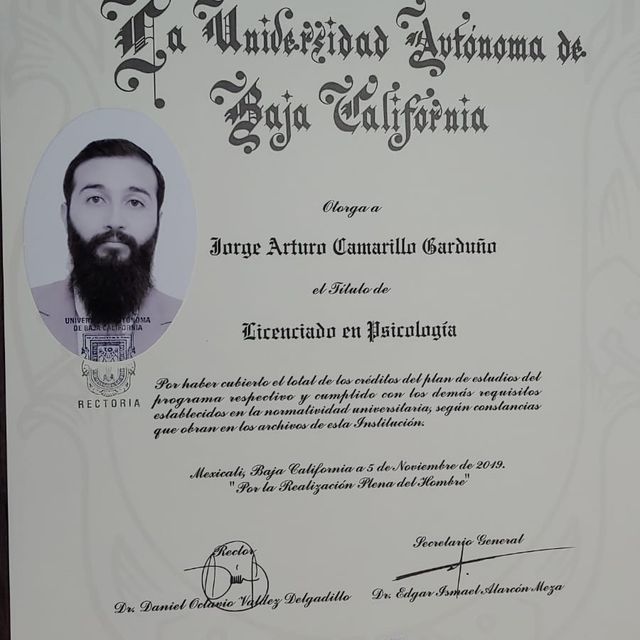 La Universidad Autónoma de
Baja California
Otorga a
Jorge Arturo Camarillo Garduño
el Título de
Licenciado en Psicología
UNIVERSIDAD AUTÓNOMA
DE BAJA CALIFORNIA
RECTORIA
Por haber cubierto el total de los créditos del plan de estudios del
programa respectivo y cumplido con los demás requisitos
establecidos en la normatividad universitaria, según constancias
que obran en los archivos de esta Institución.
Mexicali, Baja California a 5 de Noviembre de 2019.
"Por la Realización Plena del Hombre"
Rector
Dr. Daniel Octavio Valdez Delgadillo
Secretario General
Dr. Edgar Ismael Alarcón Meza